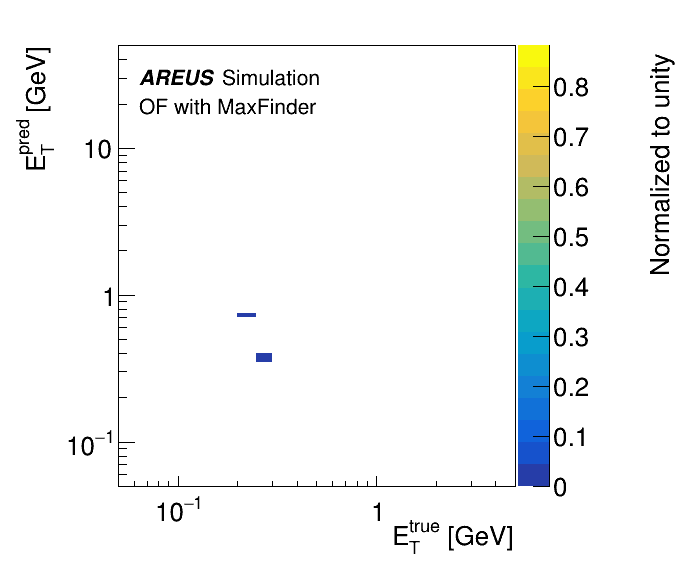 AREUS Simulation
OF with MaxFinder
E_T^pred [GeV]
10
1
10⁻¹
10⁻¹
1
E_T^true [GeV]
0.8
0.7
0.6
0.5
0.4
0.3
0.2
0.1
0
Normalized to unity